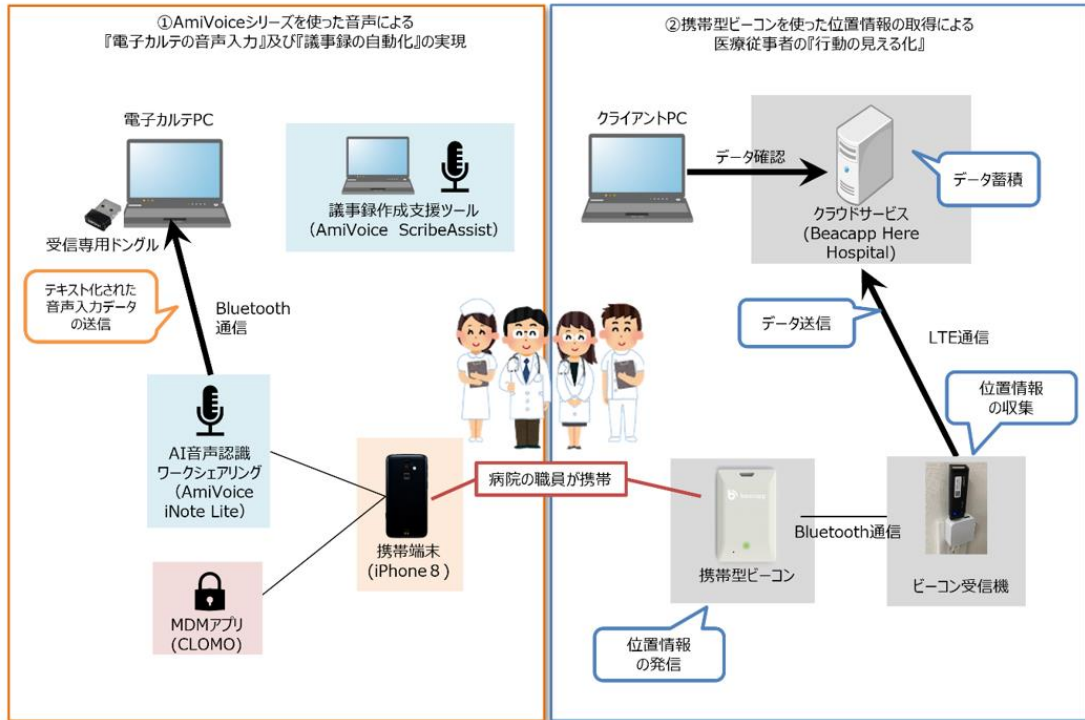 ①AmiVoiceシリーズを使った音声による
『電子カルテの音声入力』及び『議事録の自動化』の実現
電子カルテPC
受信専用ドングル
議事録作成支援ツール
(AmiVoice ScribeAssist)
テキスト化された
音声入力データ
の送信
Bluetooth
通信
AI音声認識
ワークシェアリング
(AmiVoice
iNote Lite)
携帯端末
(iPhone８)
MDMアプリ
(CLOMO)
病院の職員が携帯
②携帯型ビーコンを使った位置情報の取得による
医療従事者の『行動の見える化』
クライアントPC
データ確認
クラウドサービス
(Beacapp Here
Hospital)
データ蓄積
データ送信
LTE通信
位置情報
の収集
beacapp
携帯型ビーコン
Bluetooth通信
ビーコン受信機
位置情報
の発信